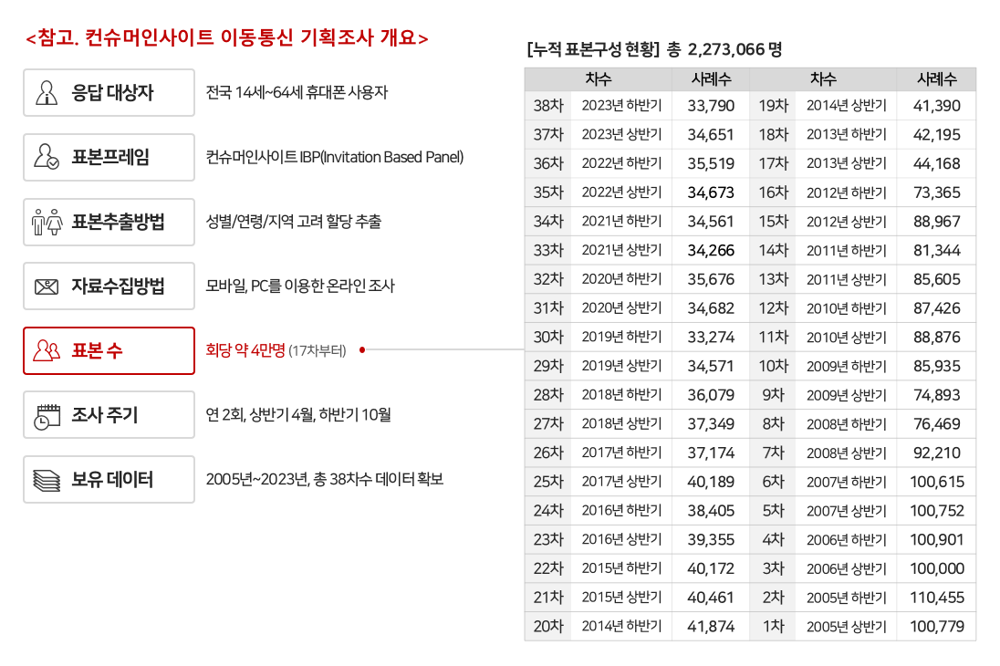 <참고. 컨슈머인사이트 이동통신 기획조사 개요>
응답 대상자 전국 14세~64세 휴대폰 사용자
표본프레임 컨슈머인사이트 IBP(Invitation Based Panel)
표본추출방법 성별/연령/지역 고려 할당 추출
자료수집방법 모바일, PC를 이용한 온라인 조사
표본 수 회당 약 4만명 (17차부터)
조사 주기 연 2회, 상반기 4월, 하반기 10월
보유 데이터 2005년~2023년, 총 38차수 데이터 확보
[누적 표본구성 현황] 총 2,273,066 명
차수 사례수 차수 사례수
38차 2023년 하반기 33,790 19차 2014년 상반기 41,390
37차 2023년 상반기 34,651 18차 2013년 하반기 42,195
36차 2022년 하반기 35,519 17차 2013년 상반기 44,168
35차 2022년 상반기 34,673 16차 2012년 하반기 73,365
34차 2021년 하반기 34,561 15차 2012년 상반기 88,967
33차 2021년 상반기 34,266 14차 2011년 하반기 81,344
32차 2020년 하반기 35,676 13차 2011년 상반기 85,605
31차 2020년 상반기 34,682 12차 2010년 하반기 87,426
30차 2019년 하반기 33,274 11차 2010년 상반기 88,876
29차 2019년 상반기 34,571 10차 2009년 하반기 85,935
28차 2018년 하반기 36,079 9차 2009년 상반기 74,893
27차 2018년 상반기 37,349 8차 2008년 하반기 76,469
26차 2017년 하반기 37,174 7차 2008년 상반기 92,210
25차 2017년 상반기 40,189 6차 2007년 하반기 100,615
24차 2016년 하반기 38,405 5차 2007년 상반기 100,752
23차 2016년 상반기 39,355 4차 2006년 하반기 100,901
22차 2015년 하반기 40,172 3차 2006년 상반기 100,000
21차 2015년 상반기 40,461 2차 2005년 하반기 110,455
20차 2014년 하반기 41,874 1차 2005년 상반기 100,779